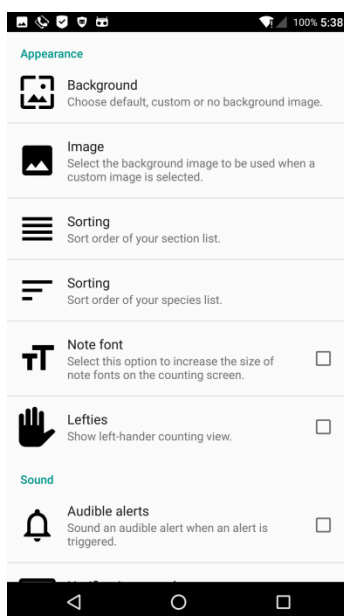 100% 5:38
Appearance
Background
Choose default, custom or no background image.
Image
Select the background image to be used when a
custom image is selected.
Sorting
Sort order of your section list.
Sorting
Sort order of your species list.
Note font
Select this option to increase the size of
note fonts on the counting screen.
Lefties
Show left-hander counting view.
Sound
Audible alerts
Sound an audible alert when an alert is
triggered.